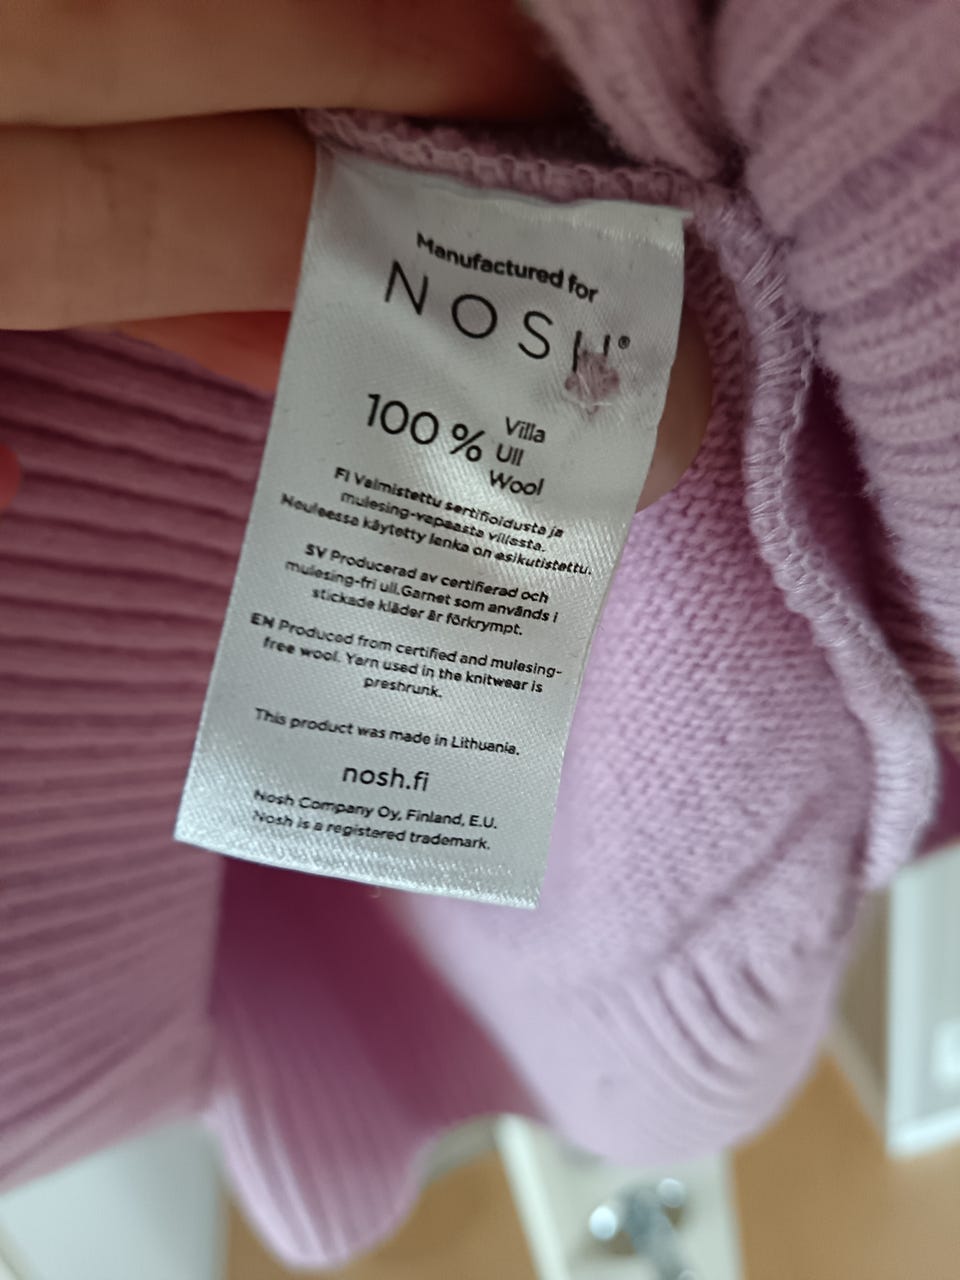 Manufactured for
NOSH®
100 % Villa
Ull
Wool
FI Valmistettu sertifioidusta ja
mulesing-vapaasta villasta.
Neuleessa käytetty lanka on esikutistettu.
SV Producerad av certifierad och
mulesing-fri ull.Garnet som används i
stickade kläder är förkrympt.
EN Produced from certified and mulesing-
free wool. Yarn used in the knitwear is
preshrunk.
This product was made in Lithuania.
nosh.fi
Nosh Company Oy, Finland, E.U.
Nosh is a registered trademark.